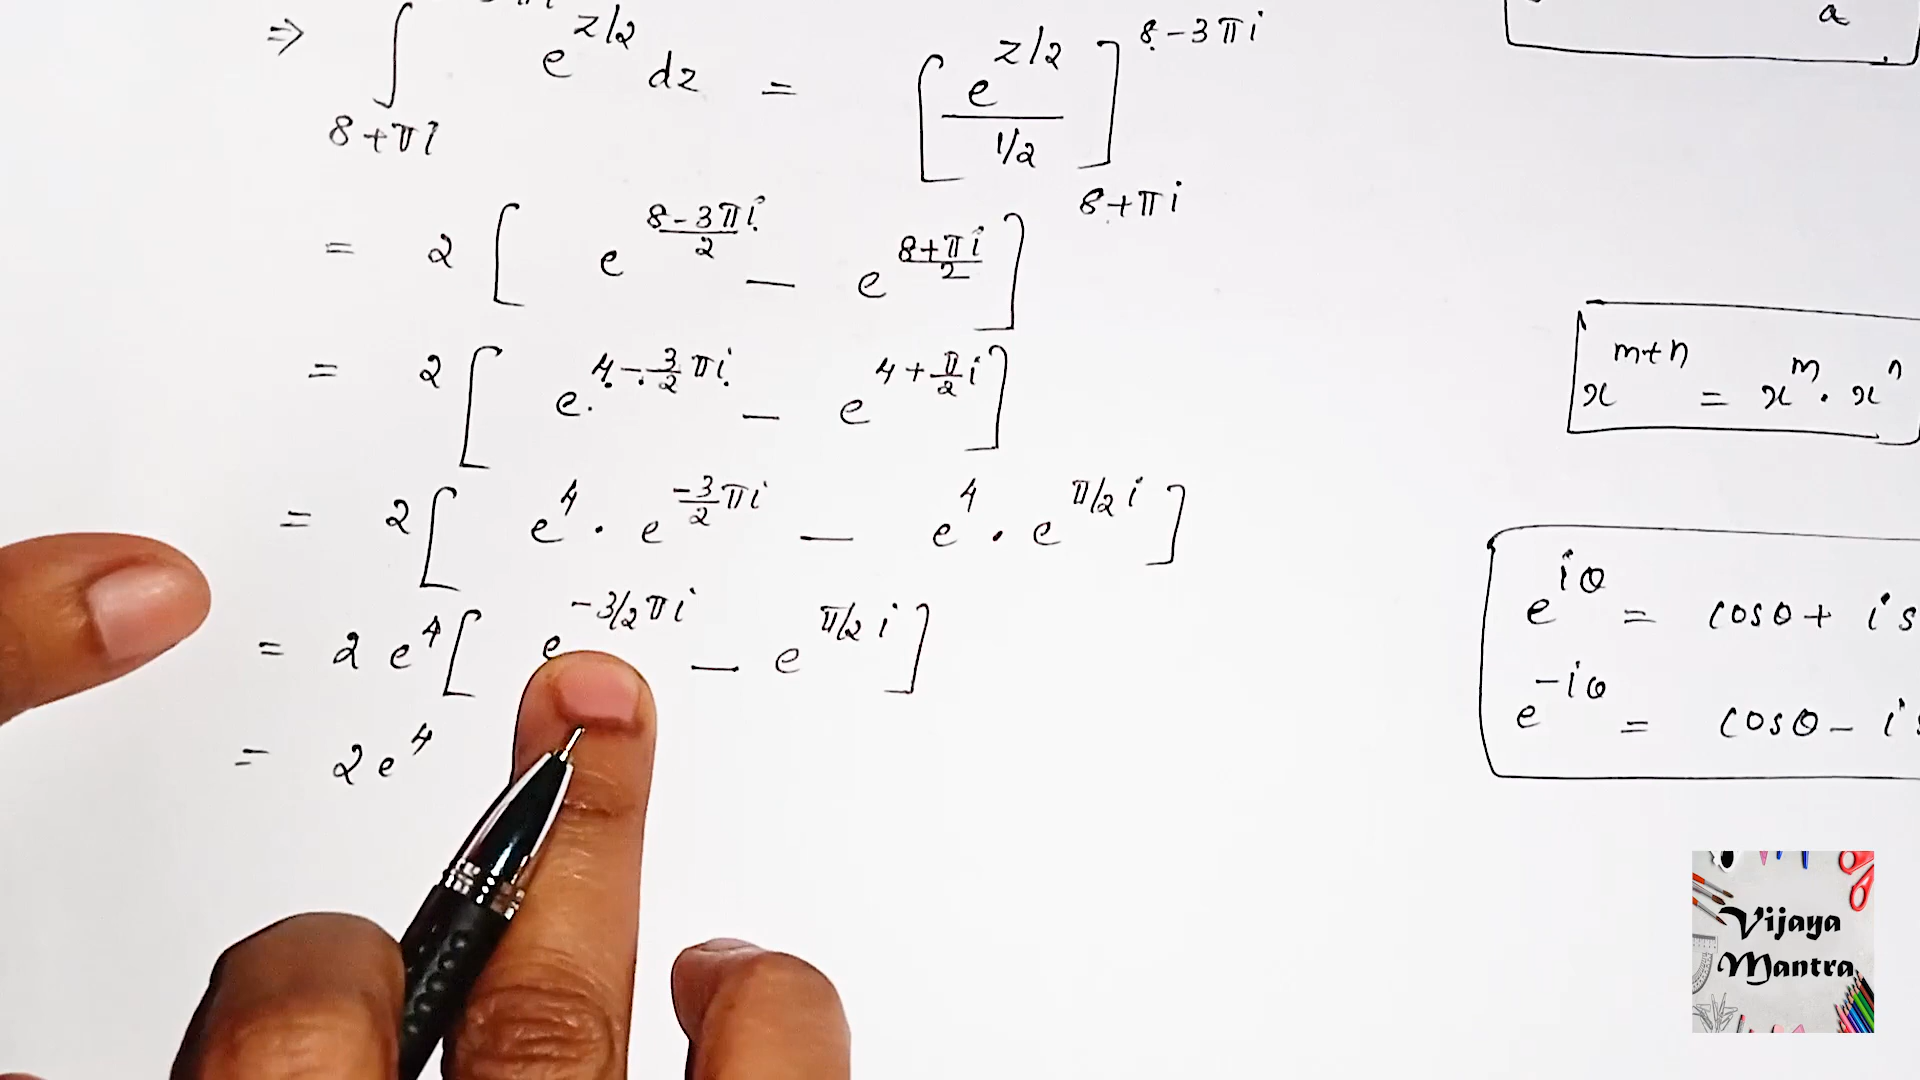 ⇒ ∫ e^{z/2} dz = [ e^{z/2} / 1/2 ]^{8-3πi}_{8+πi}
8+πi
= 2 [ e^{8-3πi/2} - e^{8+πi/2} ]
= 2 [ e^{4-3/2 πi} - e^{4+π/2 i} ]
= 2 [ e^4 · e^{-3/2 πi} - e^4 · e^{π/2 i} ]
= 2 e^4 [ e^{-3/2 πi} - e^{π/2 i} ]
= 2e^4
a
x^{m+n} = x^m · x^n
e^{iθ} = cosθ + i s
e^{-iθ} = cosθ - i s
Vijaya
Mantra